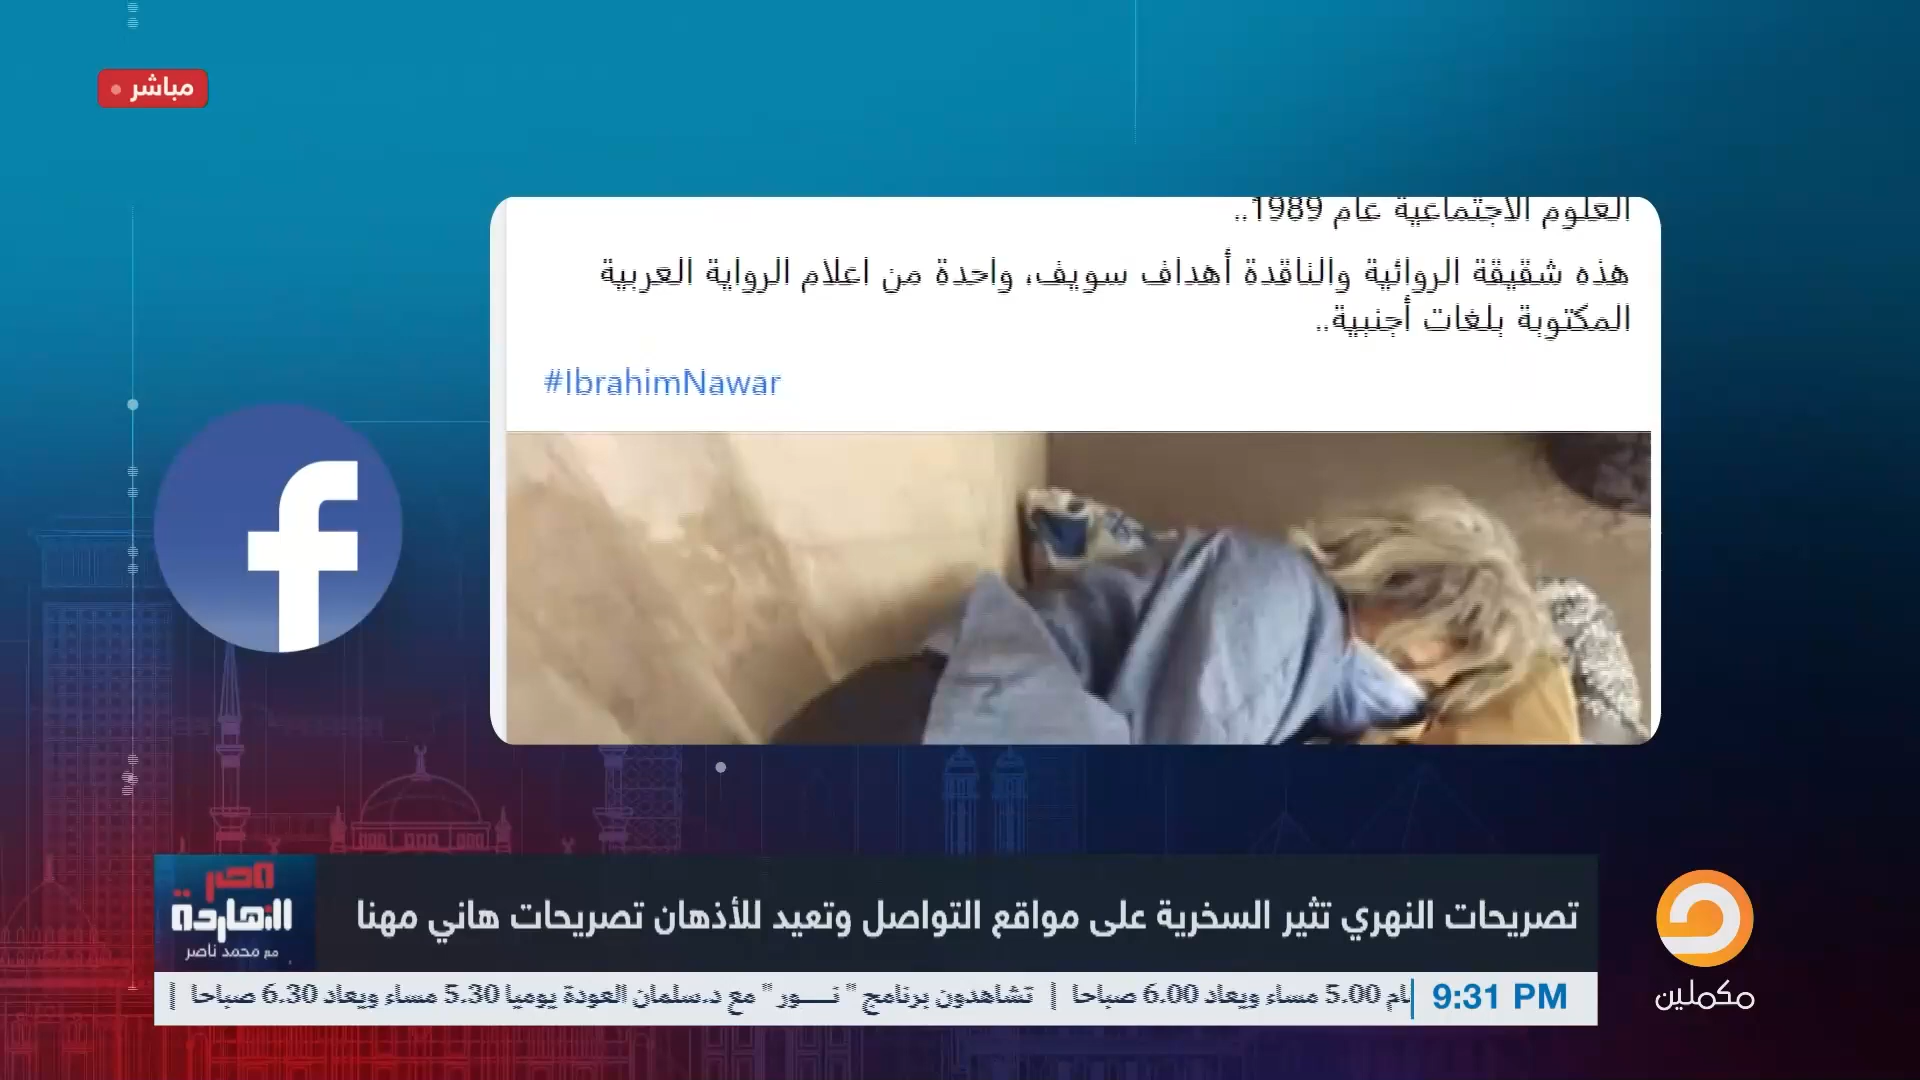 مباشر
العلوم الاجتماعية عام 1989..
هذه شقيقة الروائية والناقدة أهداف سويف، واحدة من اعلام الرواية العربية
المكتوبة بلغات أجنبية..
#IbrahimNawar
f
مصر
النهاردة
مع محمد ناصر
تصريحات النهري تثير السخرية على مواقع التواصل وتعيد للأذهان تصريحات هاني مهنا
9:31 PM
5.00 مساء ويعاد 6.00 صباحا | تشاهدون برنامج " نـــور " مع د.سلمان العودة يوميا 5.30 مساء ويعاد 6.30 صباحا |
مكملين